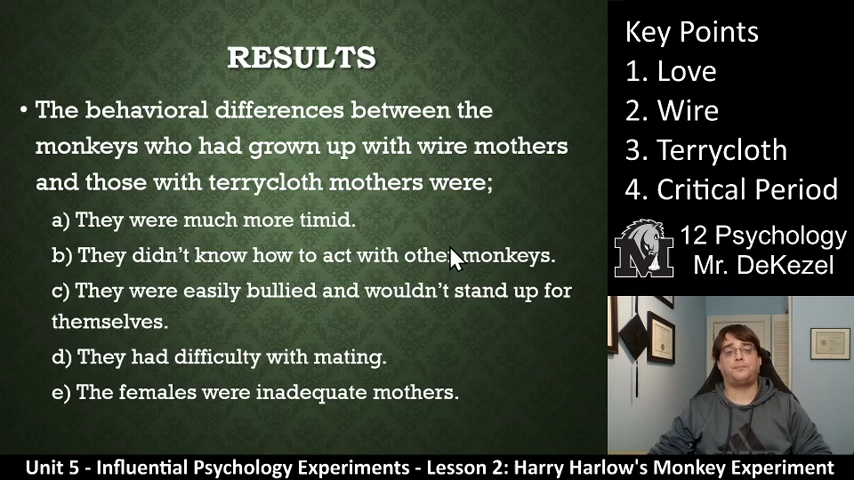 RESULTS
• The behavioral differences between the
monkeys who had grown up with wire mothers
and those with terrycloth mothers were;
a) They were much more timid.
b) They didn't know how to act with other monkeys.
c) They were easily bullied and wouldn't stand up for
themselves.
d) They had difficulty with mating.
e) The females were inadequate mothers.
Key Points
1. Love
2. Wire
3. Terrycloth
4. Critical Period
M
12 Psychology
Mr. DeKezel
Unit 5 - Influential Psychology Experiments - Lesson 2: Harry Harlow's Monkey Experiment